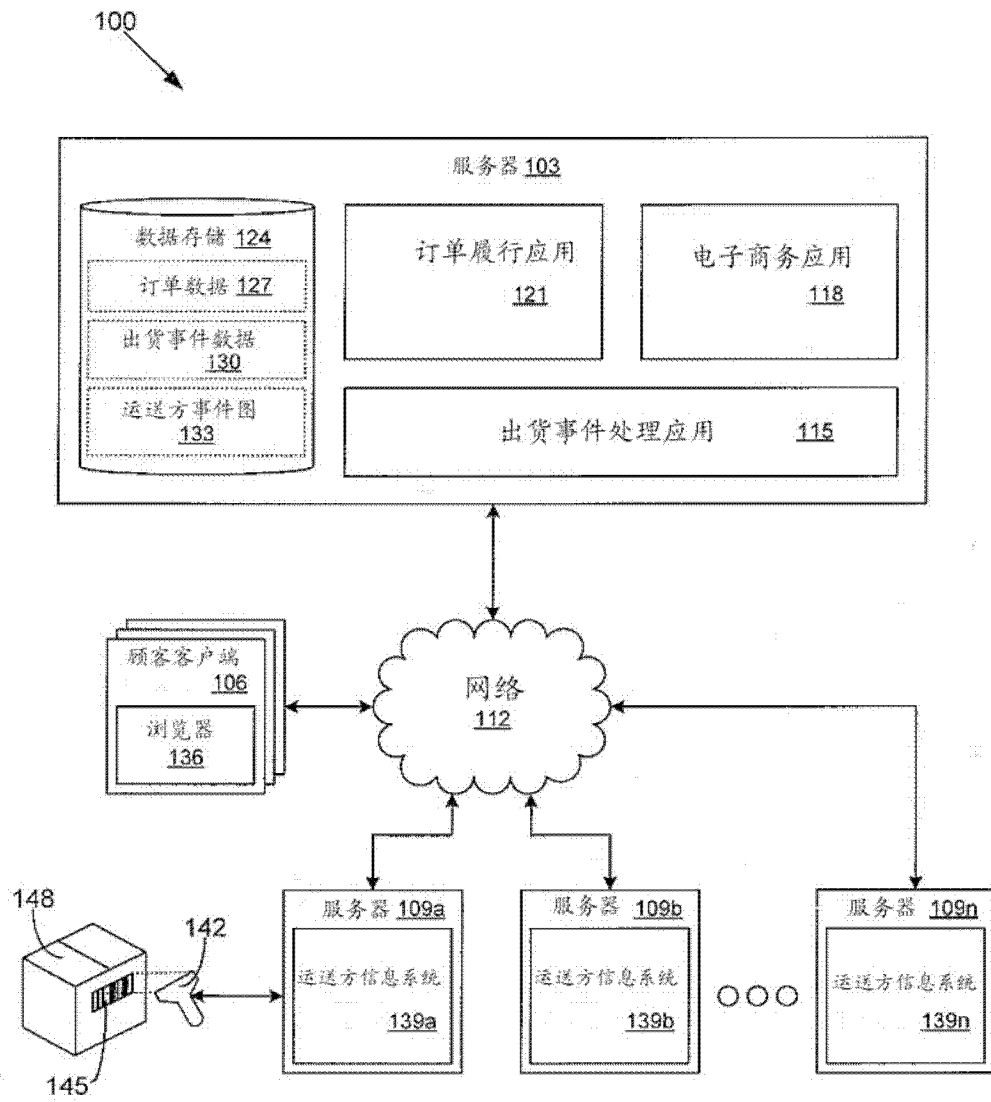 100
服务器 103
数据存储 124
订单数据 127
出货事件数据
130
运送方事件图
133
订单履行应用
121
电子商务应用
118
出货事件处理应用 115
顾客客户端
106
浏览器
136
网络
112
148
142
145
服务器 109a
运送方信息系统
139a
服务器 109b
运送方信息系统
139b
服务器 109n
运送方信息系统
139n